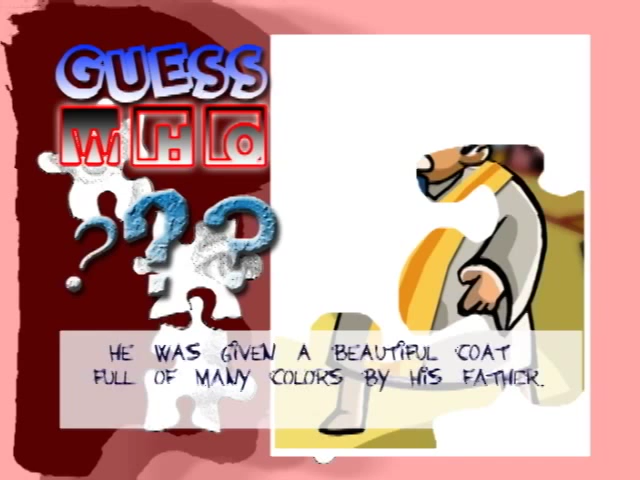 GUESS
WHO
???
HE WAS GIVEN A BEAUTIFUL COAT
FULL OF MANY COLORS BY HIS FATHER.